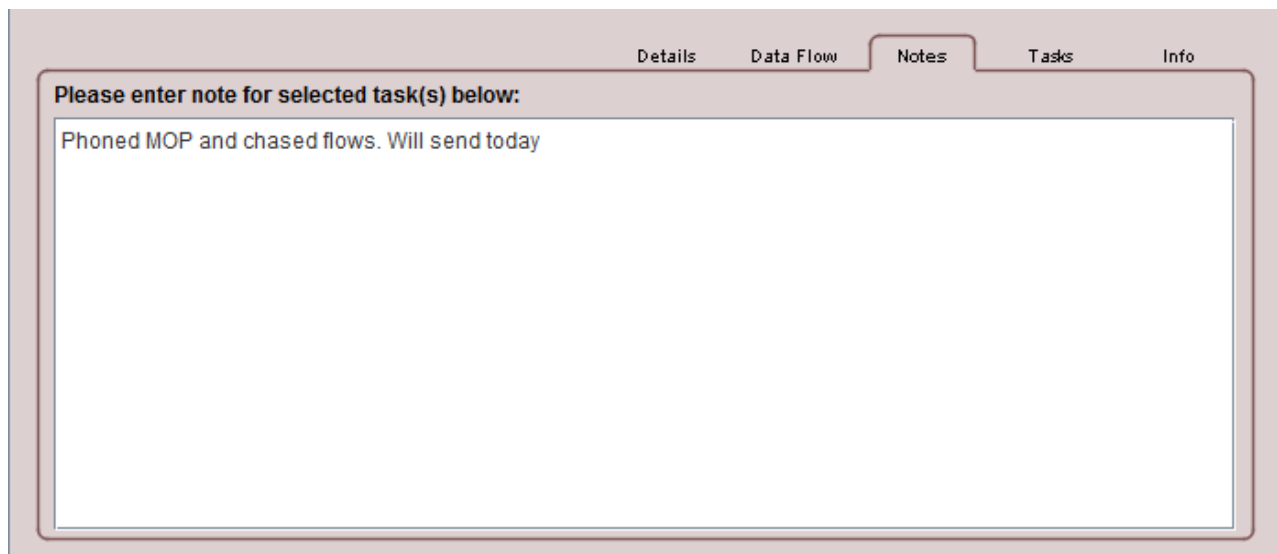 Details Data Flow Notes Tasks Info
Please enter note for selected task(s) below:
Phoned MOP and chased flows. Will send today